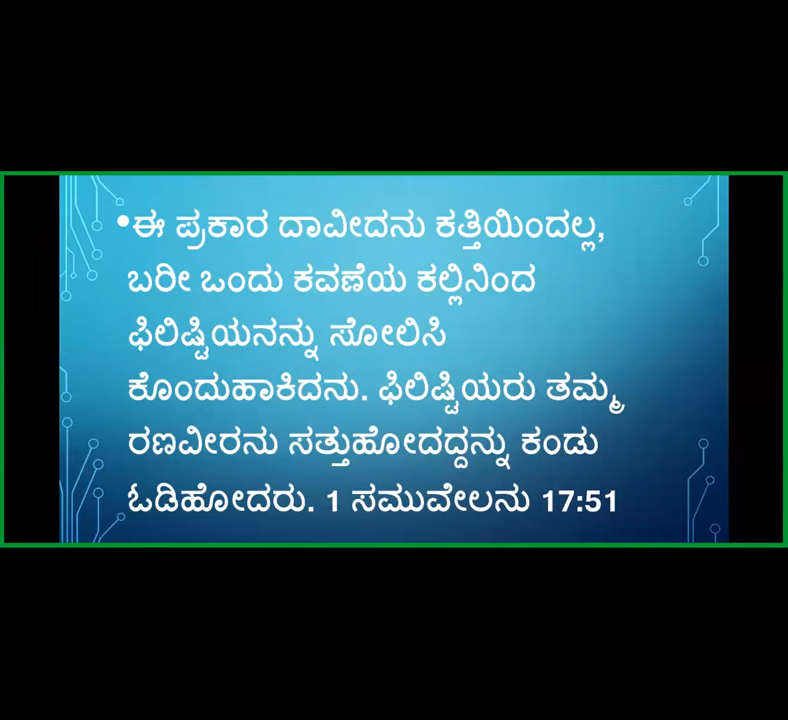 •ಈ ಪ್ರಕಾರ ದಾವೀದನು ಕತ್ತಿಯಿಂದಲ್ಲ,
ಬರೀ ಒಂದು ಕವಣೆಯ ಕಲ್ಲಿನಿಂದ
ಫಿಲಿಷ್ಟಿಯನನ್ನು ಸೋಲಿಸಿ
ಕೊಂದುಹಾಕಿದನು. ಫಿಲಿಷ್ಟಿಯರು ತಮ್ಮ
ರಣವೀರನು ಸತ್ತುಹೋದದ್ದನ್ನು ಕಂಡು
ಓಡಿಹೋದರು. 1 ಸಮುವೇಲನು 17:51